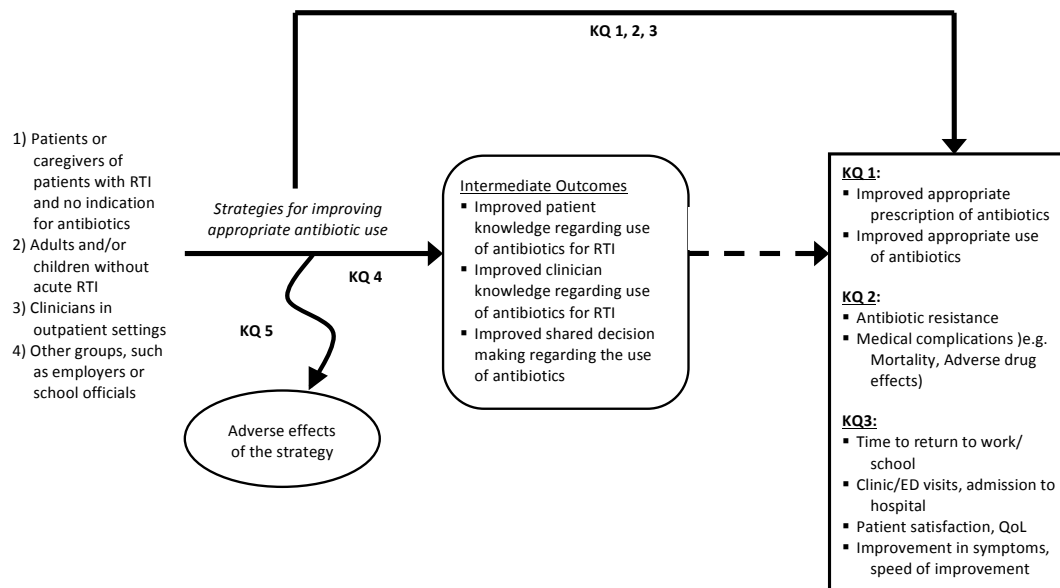 KQ 1, 2, 3
1) Patients or
caregivers of
patients with RTI
and no indication
for antibiotics
2) Adults and/or
children without
acute RTI
3) Clinicians in
outpatient settings
4) Other groups, such
as employers or
school officials
Strategies for improving
appropriate antibiotic use
KQ 4
KQ 5
Adverse effects
of the strategy
Intermediate Outcomes
▪ Improved patient
knowledge regarding use
of antibiotics for RTI
▪ Improved clinician
knowledge regarding use
of antibiotics for RTI
▪ Improved shared decision
making regarding the use
of antibiotics
KQ 1:
▪ Improved appropriate
prescription of antibiotics
▪ Improved appropriate use
of antibiotics
KQ 2:
▪ Antibiotic resistance
▪ Medical complications )e.g.
Mortality, Adverse drug
effects)
KQ3:
▪ Time to return to work/
school
▪ Clinic/ED visits, admission to
hospital
▪ Patient satisfaction, QoL
▪ Improvement in symptoms,
speed of improvement